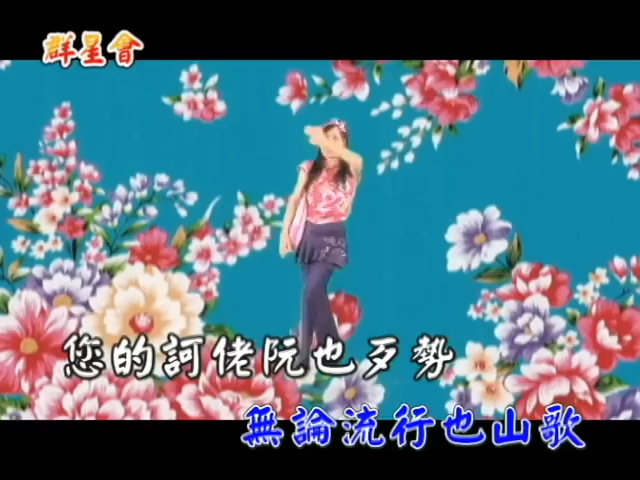 群星會
您的訶佬阮也歹勢
無論流行也山歌